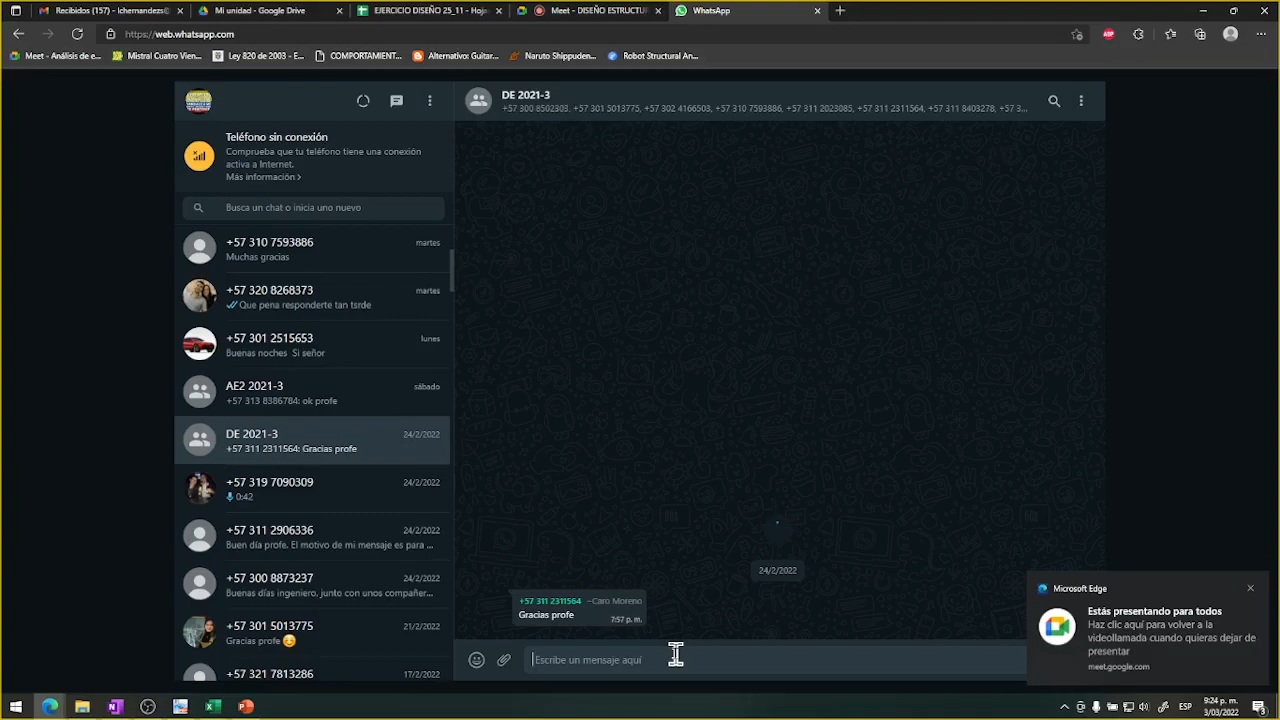 Recibidos (157) - lchernandezs@
Mi unidad - Google Drive
EJERCICIO DISEÑO 25_11 - Hoja
Meet - DISEÑO ESTRUCTUR
WhatsApp
https://web.whatsapp.com
Meet - Análisis de e...
Mistral Cuatro Vien...
Ley 820 de 2003 - E...
COMPORTAMIENT...
Alternativo: Guitar...
Naruto Shippuden...
Robot Structural An...
DE 2021-3
+57 300 8502503, +57 301 5013775, +57 302 4166503, +57 310 7593886, +57 311 2023085, +57 311 2311564, +57 311 8403278, +57 3...
Teléfono sin conexión
Comprueba que tu teléfono tiene una conexión
activa a Internet.
Más información >
Busca un chat o inicia uno nuevo
+57 310 7593886
martes
Muchas gracias
+57 320 8268373
martes
Que pena responderte tan tsrde
+57 301 2515653
lunes
Buenas noches Si señor
AE2 2021-3
sábado
+57 313 8386784: ok profe
DE 2021-3
24/2/2022
+57 311 2311564: Gracias profe
+57 319 7090309
24/2/2022
0:42
+57 311 2906336
24/2/2022
Buen día profe. El motivo de mi mensaje es para ...
+57 300 8873237
24/2/2022
Buenas días ingeniero, junto con unos compañer...
+57 301 5013775
21/2/2022
Gracias profe
+57 321 7813286
17/2/2022
24/2/2022
+57 311 2311564 ~Caro Moreno
Gracias profe
7:57 p. m.
Escribe un mensaje aquí
Microsoft Edge
Estás presentando para todos
Haz clic aquí para volver a la
videollamada cuando quieras dejar de
presentar
meet.google.com
ESP
9:24 p. m.
3/03/2022
3